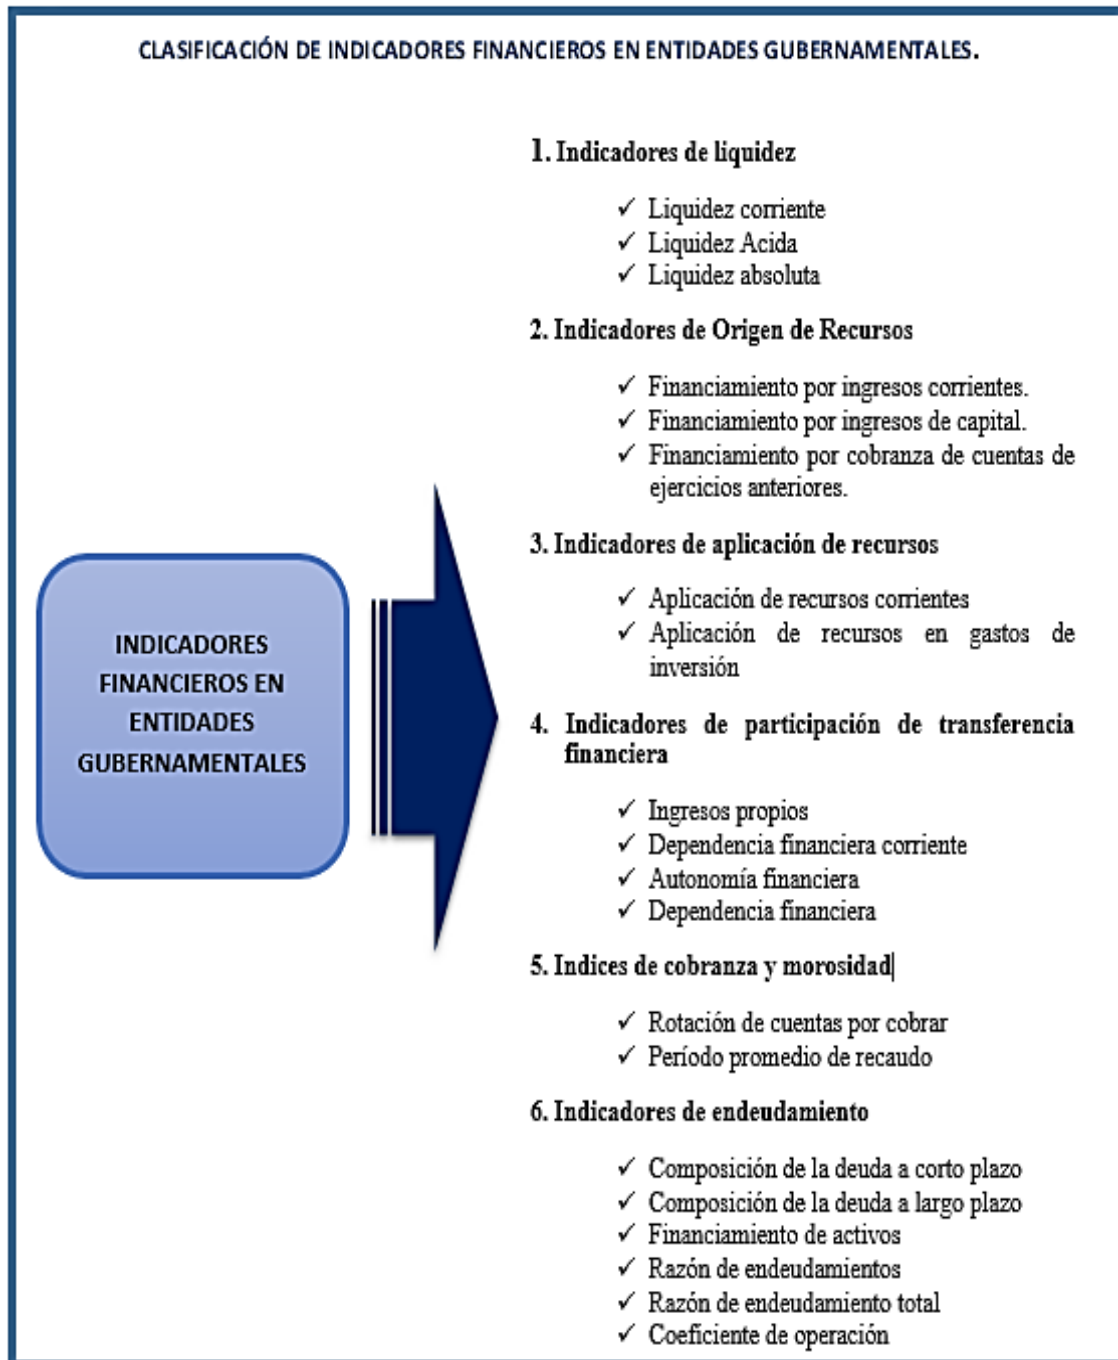 CLASIFICACIÓN DE INDICADORES FINANCIEROS EN ENTIDADES GUBERNAMENTALES.
INDICADORES
FINANCIEROS EN
ENTIDADES
GUBERNAMENTALES
1. Indicadores de liquidez
✓ Liquidez corriente
✓ Liquidez Acida
✓ Liquidez absoluta
2. Indicadores de Origen de Recursos
✓ Financiamiento por ingresos corrientes.
✓ Financiamiento por ingresos de capital.
✓ Financiamiento por cobranza de cuentas de
ejercicios anteriores.
3. Indicadores de aplicación de recursos
✓ Aplicación de recursos corrientes
✓ Aplicación de recursos en gastos de
inversión
4. Indicadores de participación de transferencia
financiera
✓ Ingresos propios
✓ Dependencia financiera corriente
✓ Autonomía financiera
✓ Dependencia financiera
5. Indices de cobranza y morosidad
✓ Rotación de cuentas por cobrar
✓ Período promedio de recaudo
6. Indicadores de endeudamiento
✓ Composición de la deuda a corto plazo
✓ Composición de la deuda a largo plazo
✓ Financiamiento de activos
✓ Razón de endeudamientos
✓ Razón de endeudamiento total
✓ Coeficiente de operación